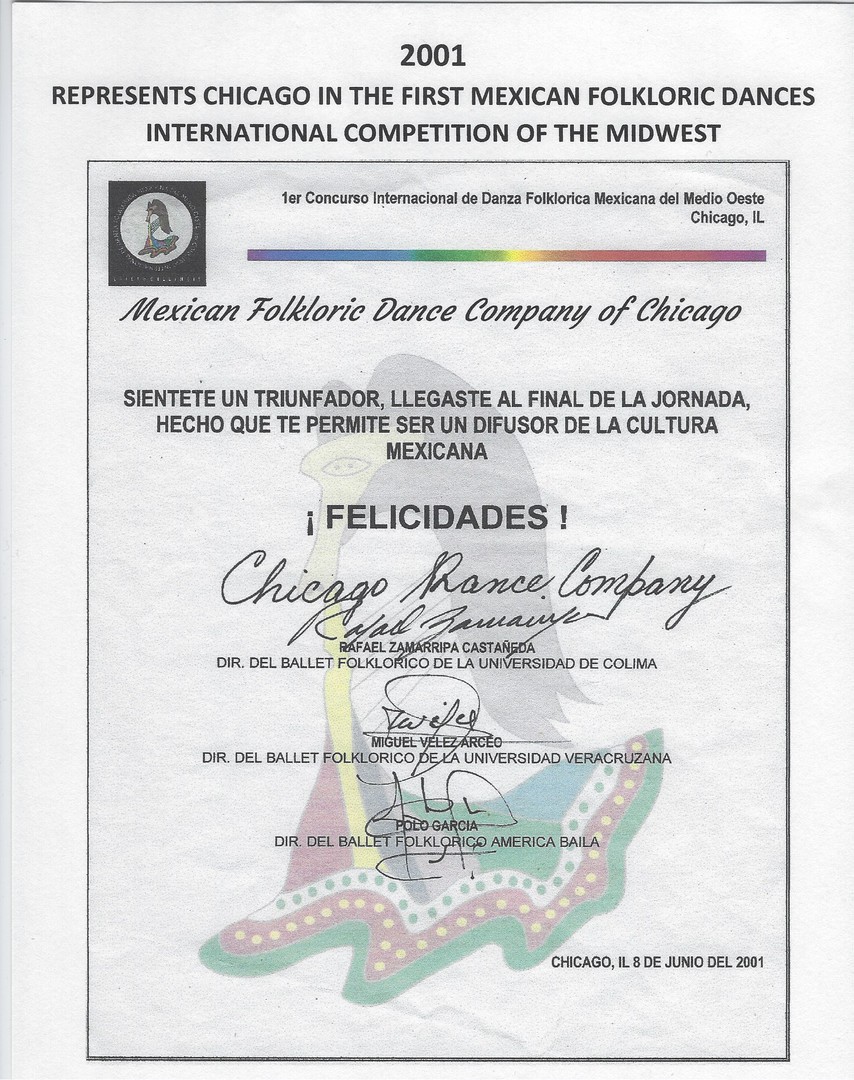 2001
REPRESENTS CHICAGO IN THE FIRST MEXICAN FOLKLORIC DANCES
INTERNATIONAL COMPETITION OF THE MIDWEST
1er Concurso Internacional de Danza Folklorica Mexicana del Medio Oeste
Chicago, IL
Mexican Folkloric Dance Company of Chicago
SIENTETE UN TRIUNFADOR, LLEGASTE AL FINAL DE LA JORNADA,
HECHO QUE TE PERMITE SER UN DIFUSOR DE LA CULTURA
MEXICANA
¡ FELICIDADES !
Chicago Dance Company
Rafael Zamarripa
RAFAEL ZAMARRIPA CASTAÑEDA
DIR. DEL BALLET FOLKLORICO DE LA UNIVERSIDAD DE COLIMA
MIGUEL VELEZ ARCEO
DIR. DEL BALLET FOLKLORICO DE LA UNIVERSIDAD VERACRUZANA
POLO GARCIA
DIR. DEL BALLET FOLKLORICO AMERICA BAILA
CHICAGO, IL 8 DE JUNIO DEL 2001